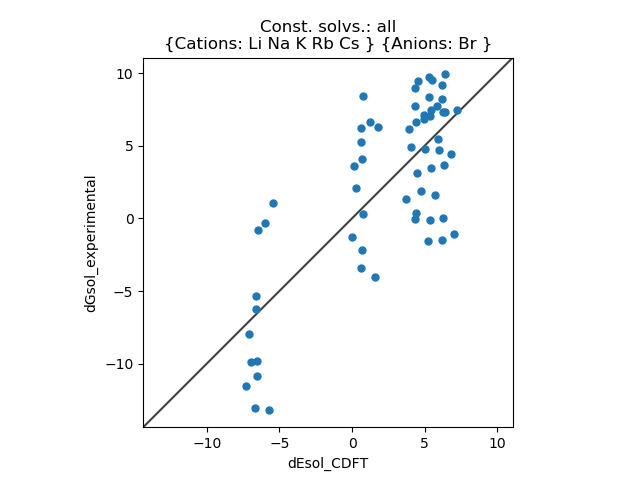 Const. solvs.: all
{Cations: Li Na K Rb Cs } {Anions: Br }
10
5
0
−5
−10
dGsol_experimental
−10
−5
0
5
10
dEsol_CDFT